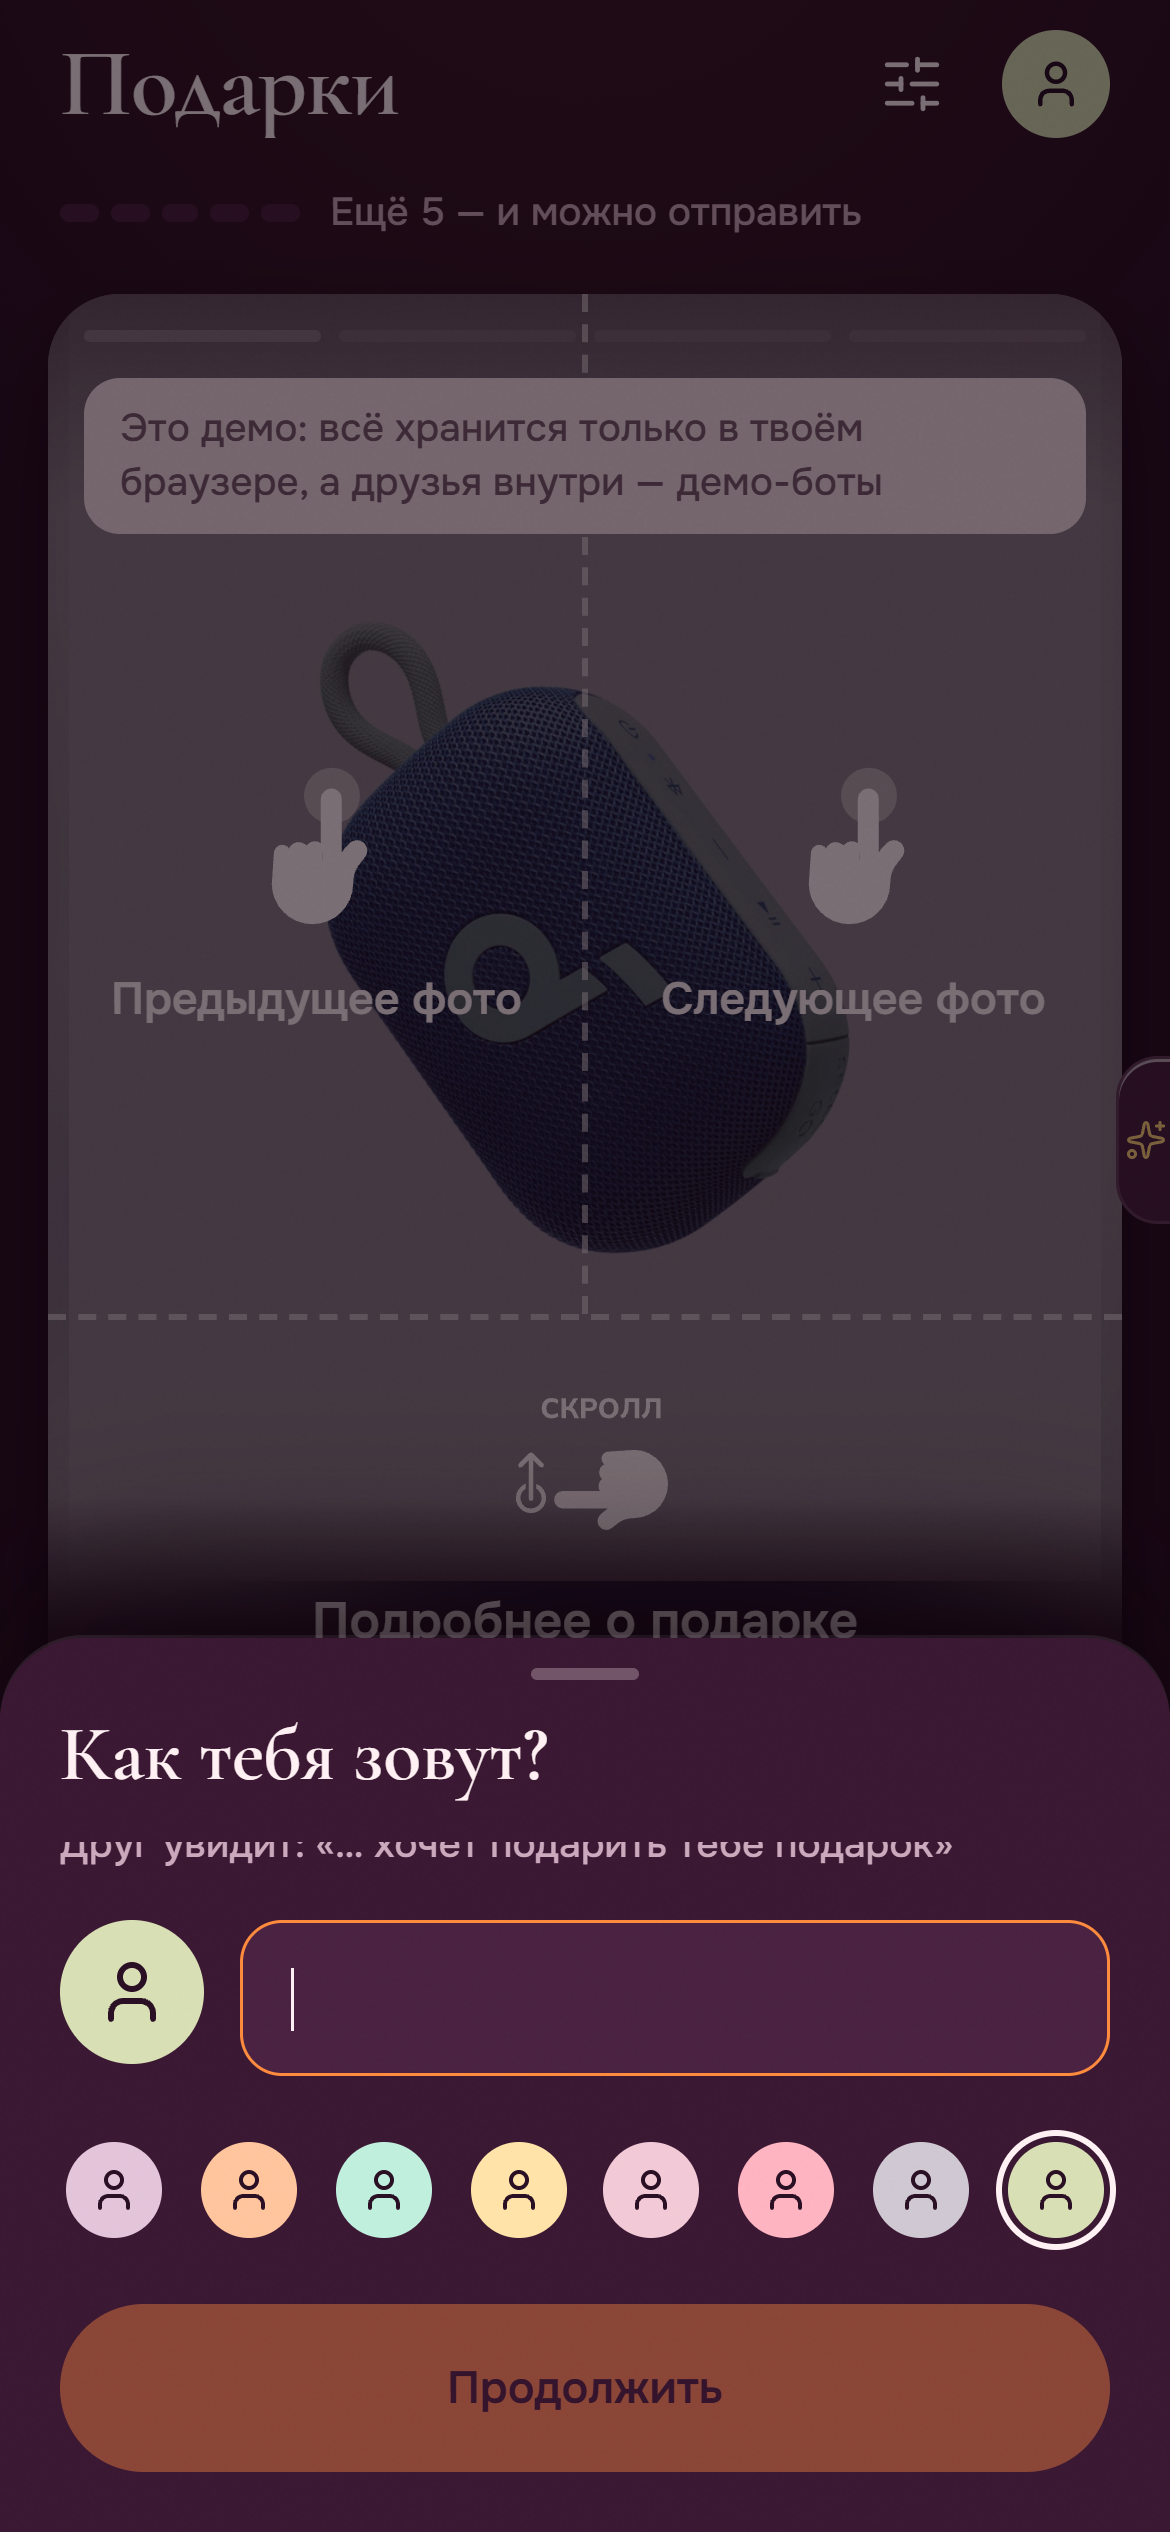 Подарки
Ещё 5 — и можно отправить
Это демо: всё хранится только в твоём
браузере, а друзья внутри — демо-боты
Предыдущее фото
Следующее фото
СКРОЛЛ
Подробнее о подарке
Как тебя зовут?
Друг увидит: «... хочет подарить тебе подарок»
Продолжить